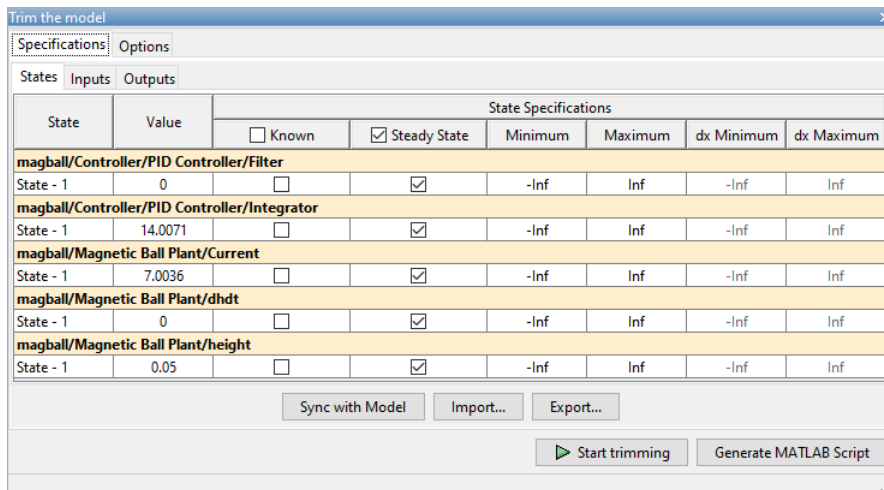 Trim the model
Specifications Options
States Inputs Outputs
State Value State Specifications
Known Steady State Minimum Maximum dx Minimum dx Maximum
magball/Controller/PID Controller/Filter
State - 1 0 -Inf Inf -Inf Inf
magball/Controller/PID Controller/Integrator
State - 1 14.0071 -Inf Inf -Inf Inf
magball/Magnetic Ball Plant/Current
State - 1 7.0036 -Inf Inf -Inf Inf
magball/Magnetic Ball Plant/dhdt
State - 1 0 -Inf Inf -Inf Inf
magball/Magnetic Ball Plant/height
State - 1 0.05 -Inf Inf -Inf Inf
Sync with Model Import... Export...
Start trimming Generate MATLAB Script